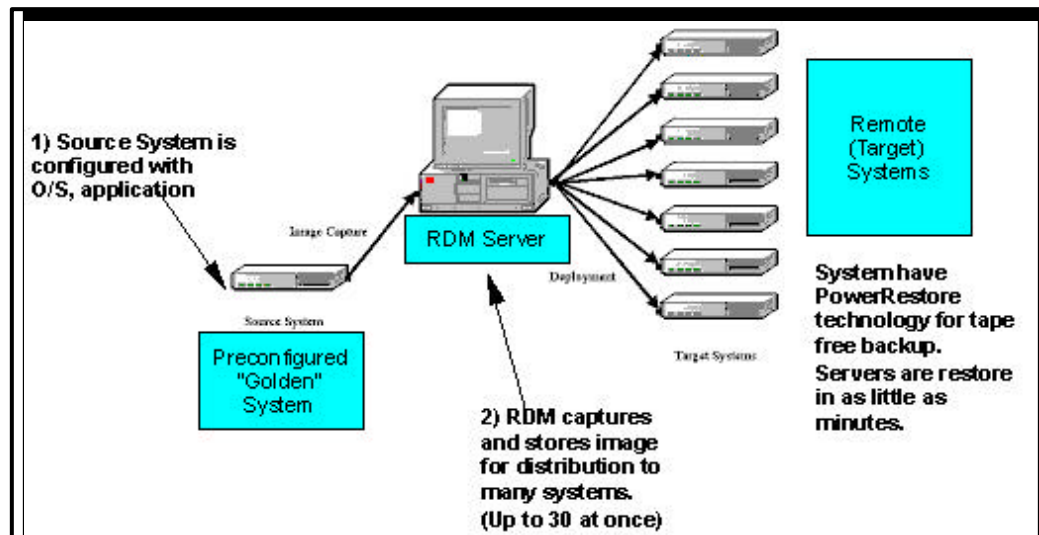 1) Source System is
configured with
O/S, application
Image Capture
Source System
Preconfigured
"Golden"
System
RDM Server
Deployment
2) RDM captures
and stores image
for distribution to
many systems.
(Up to 30 at once)
Target Systems
Remote
(Target)
Systems
System have
PowerRestore
technology for tape
free backup.
Servers are restore
in as little as
minutes.